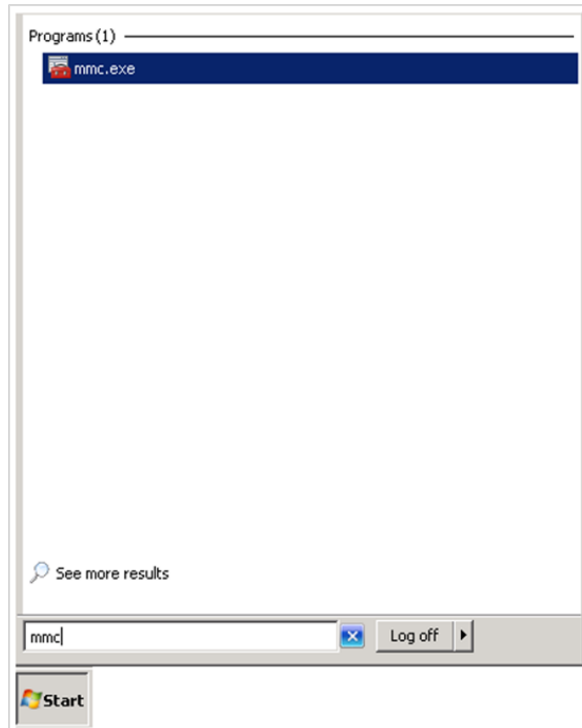 Programs (1)
mmc.exe
See more results
mmc
Log off
Start